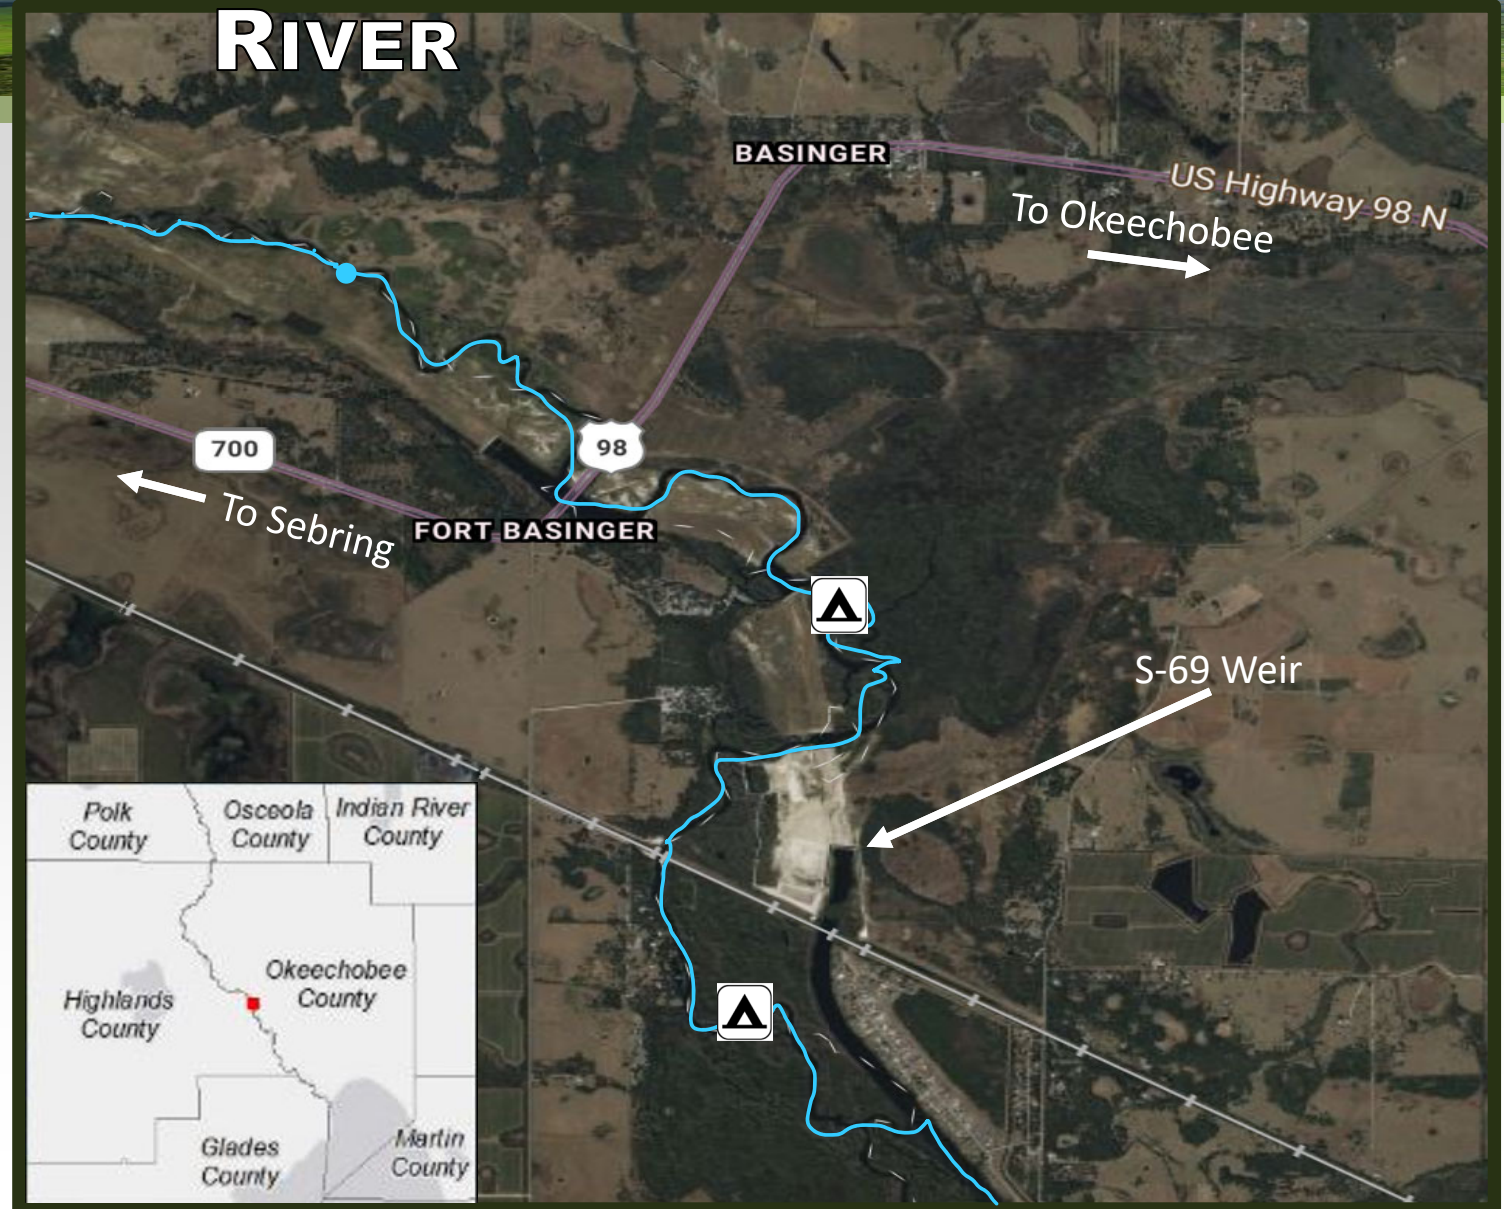 RIVER
BASINGER
US Highway 98 N
To Okeechobee
98
700
To Sebring
FORT BASINGER
S-69 Weir
Polk
County
Osceola
County
Indian River
County
Okeechobee
County
Highlands
County
Glades
County
Martin
County